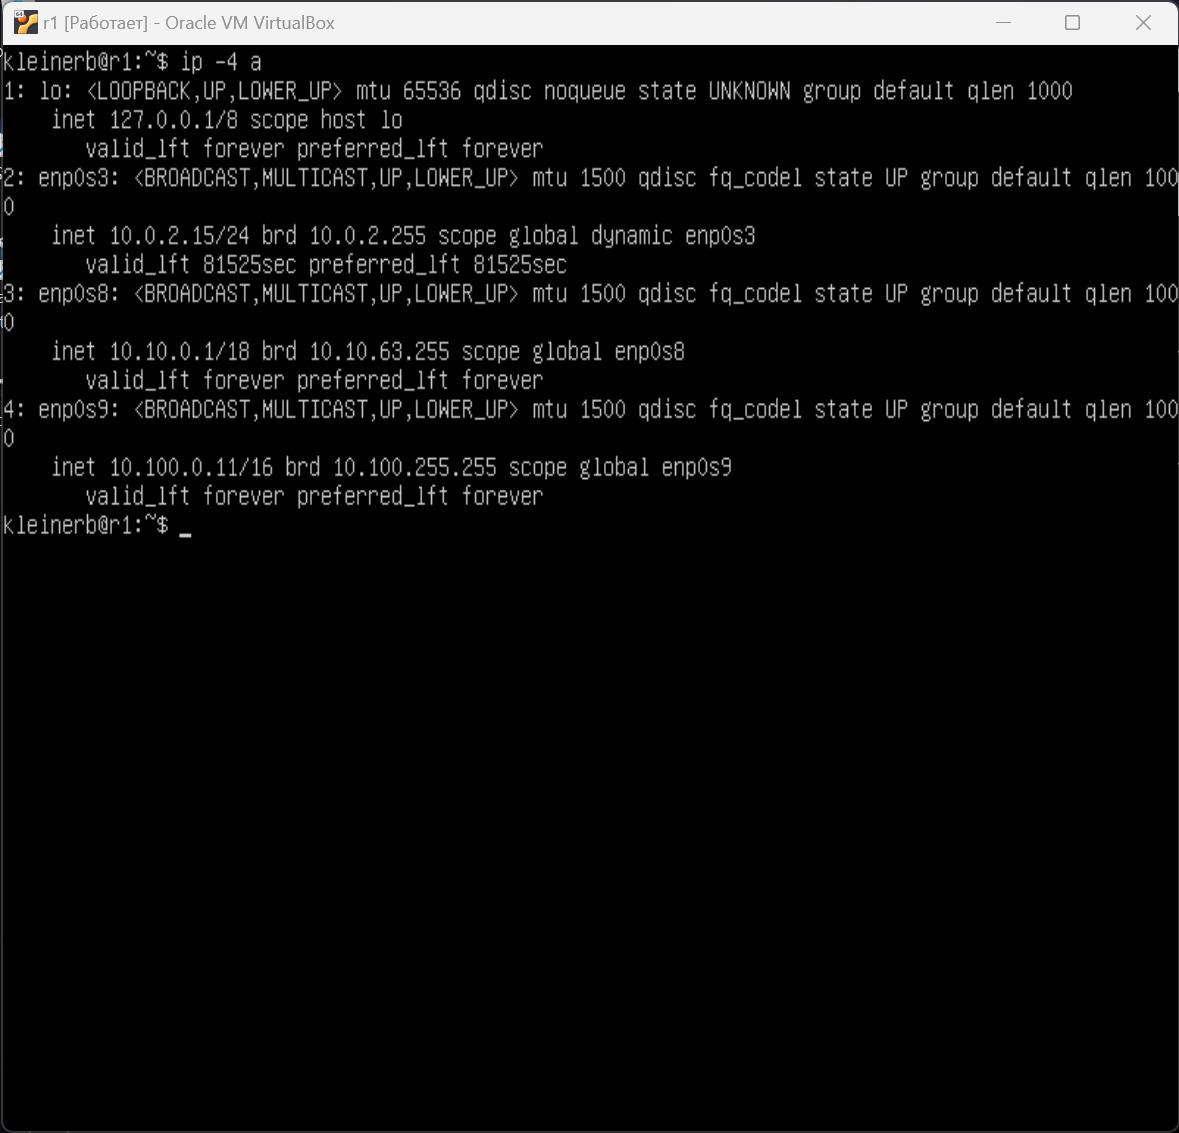 r1 [Работает] - Oracle VM VirtualBox
kleinerb@r1:~$ ip -4 a
1: lo: <LOOPBACK,UP,LOWER_UP> mtu 65536 qdisc noqueue state UNKNOWN group default qlen 1000
    inet 127.0.0.1/8 scope host lo
       valid_lft forever preferred_lft forever
2: enp0s3: <BROADCAST,MULTICAST,UP,LOWER_UP> mtu 1500 qdisc fq_codel state UP group default qlen 100
0
    inet 10.0.2.15/24 brd 10.0.2.255 scope global dynamic enp0s3
       valid_lft 81525sec preferred_lft 81525sec
3: enp0s8: <BROADCAST,MULTICAST,UP,LOWER_UP> mtu 1500 qdisc fq_codel state UP group default qlen 100
0
    inet 10.10.0.1/18 brd 10.10.63.255 scope global enp0s8
       valid_lft forever preferred_lft forever
4: enp0s9: <BROADCAST,MULTICAST,UP,LOWER_UP> mtu 1500 qdisc fq_codel state UP group default qlen 100
0
    inet 10.100.0.11/16 brd 10.100.255.255 scope global enp0s9
       valid_lft forever preferred_lft forever
kleinerb@r1:~$ _